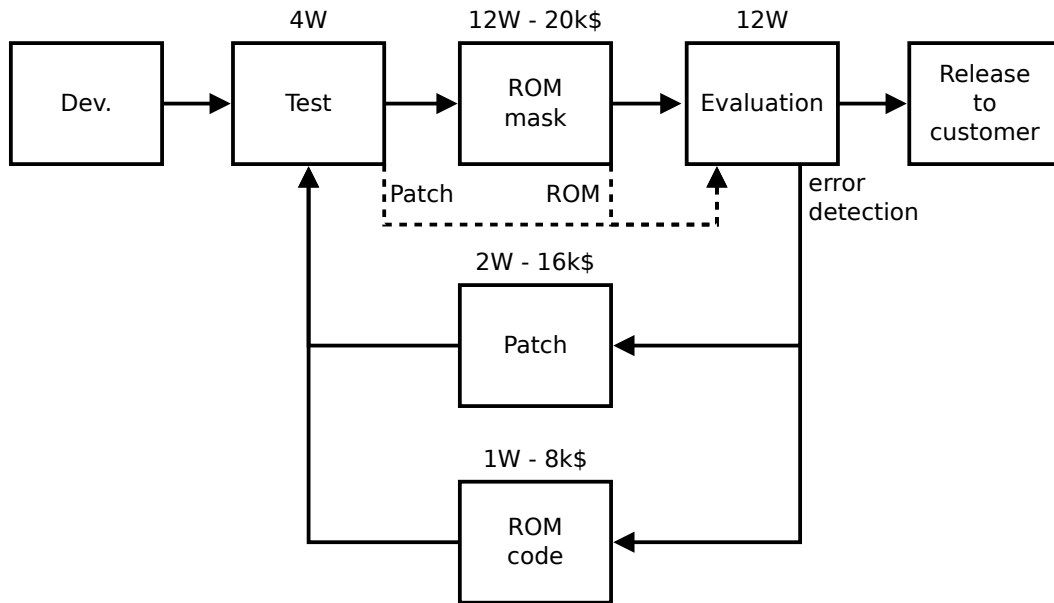 4W
12W - 20k$
12W
Dev.
Test
ROM
mask
Evaluation
Release
to
customer
Patch
ROM
error
detection
2W - 16k$
Patch
1W - 8k$
ROM
code